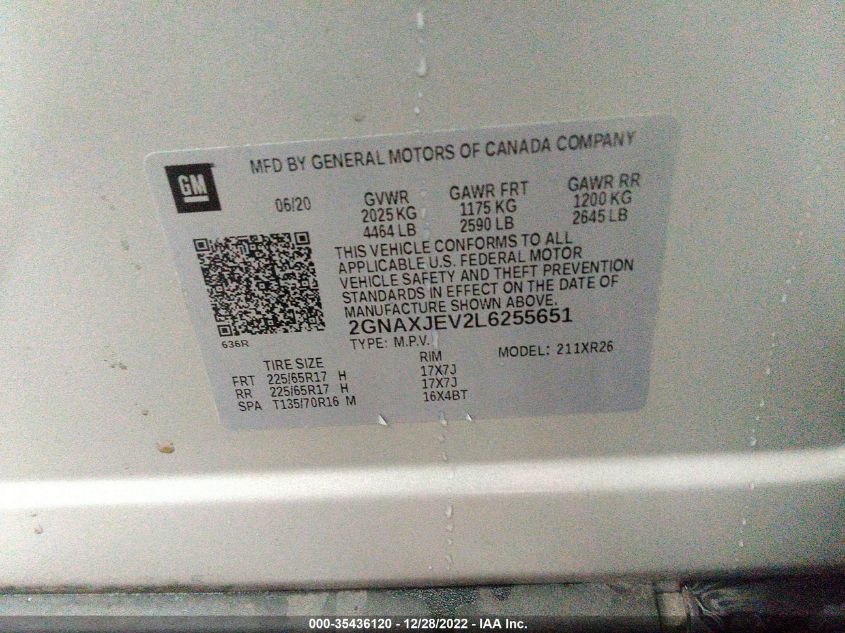 GM
MFD BY GENERAL MOTORS OF CANADA COMPANY
06/20 GVWR GAWR FRT GAWR RR
2025 KG 1175 KG 1200 KG
4464 LB 2590 LB 2645 LB
THIS VEHICLE CONFORMS TO ALL
APPLICABLE U.S. FEDERAL MOTOR
VEHICLE SAFETY AND THEFT PREVENTION
STANDARDS IN EFFECT ON THE DATE OF
MANUFACTURE SHOWN ABOVE.
2GNAXJEV2L6255651
636R
TYPE: M.P.V. MODEL: 211XR26
TIRE SIZE RIM
FRT 225/65R17 H 17X7J
RR 225/65R17 H 17X7J
SPA T135/70R16 M 16X4BT
000-35436120 - 12/28/2022 - IAA Inc.